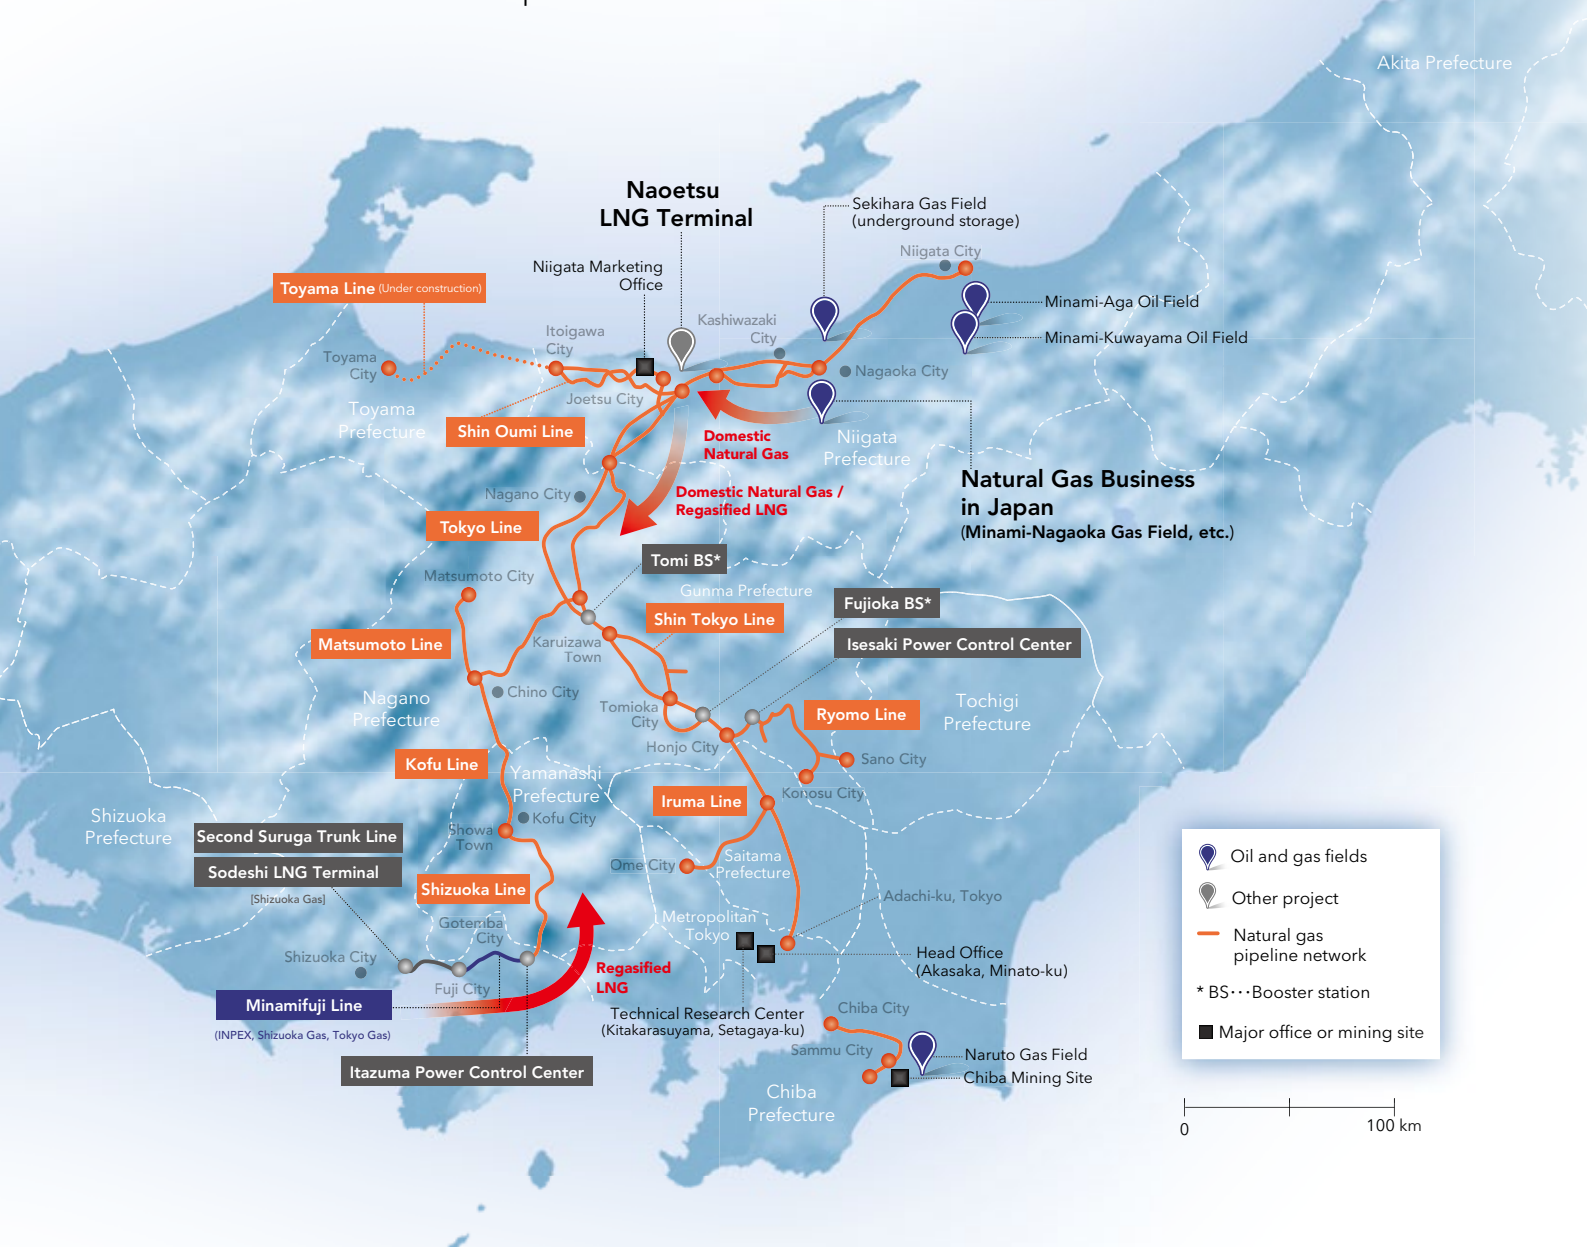 Akita Prefecture
Naoetsu
LNG Terminal
Sekihara Gas Field
(underground storage)
Niigata City
Niigata Marketing
Office
Toyama Line (Under construction)
Minami-Aga Oil Field
Minami-Kuwayama Oil Field
Kashiwazaki
City
Itoigawa
City
Toyama
City
Nagaoka City
Joetsu City
Toyama
Prefecture
Shin Oumi Line
Domestic
Natural Gas
Niigata
Prefecture
Natural Gas Business
in Japan
(Minami-Nagaoka Gas Field, etc.)
Nagano City
Domestic Natural Gas /
Regasified LNG
Tokyo Line
Tomi BS*
Matsumoto City
Gunma Prefecture
Fujioka BS*
Shin Tokyo Line
Isesaki Power Control Center
Matsumoto Line
Karuizawa
Town
Chino City
Nagano
Prefecture
Tomioka
City
Ryomo Line
Tochigi
Prefecture
Honjo City
Sano City
Kofu Line
Yamanashi
Prefecture
Iruma Line
Konosu City
Shizuoka
Prefecture
Kofu City
Showa
Town
Second Suruga Trunk Line
Sodeshi LNG Terminal
[Shizuoka Gas]
Ome City
Saitama
Prefecture
Shizuoka Line
Adachi-ku, Tokyo
Gotemba
City
Metropolitan
Tokyo
Shizuoka City
Head Office
(Akasaka, Minato-ku)
Regasified
LNG
Fuji City
Minamifuji Line
(INPEX, Shizuoka Gas, Tokyo Gas)
Technical Research Center
(Kitakarasuyama, Setagaya-ku)
Chiba City
Sammu City
Naruto Gas Field
Chiba Mining Site
Itazuma Power Control Center
Chiba
Prefecture
Oil and gas fields
Other project
Natural gas
pipeline network
* BS･･･Booster station
Major office or mining site
0
100 km